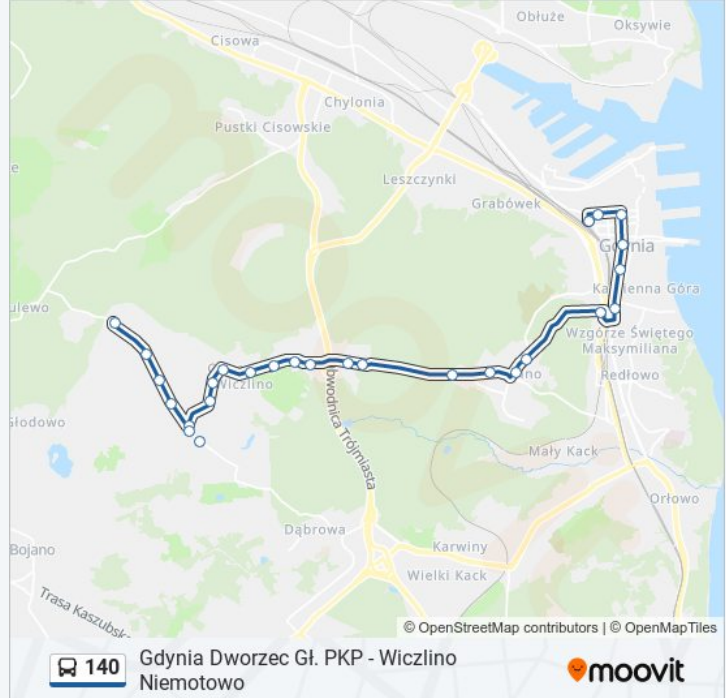 Obłuże
Oksywie
Cisowa
Chylonia
Pustki Cisowskie
Leszczynki
Grabówek
Gdynia
Kamienna Góra
ulewo
Wzgórze Świętego
Maksymiliana
Redłowo
Wiczlino
ino
Głodowo
Obwodnica Trójmiasta
Mały Kack
Orłowo
Dąbrowa
Karwiny
Bojano
Wielki Kack
Trasa Kaszubska
© OpenStreetMap contributors | © OpenMapTiles
140
Gdynia Dworzec Gł. PKP - Wiczlino
Niemotowo
moovit